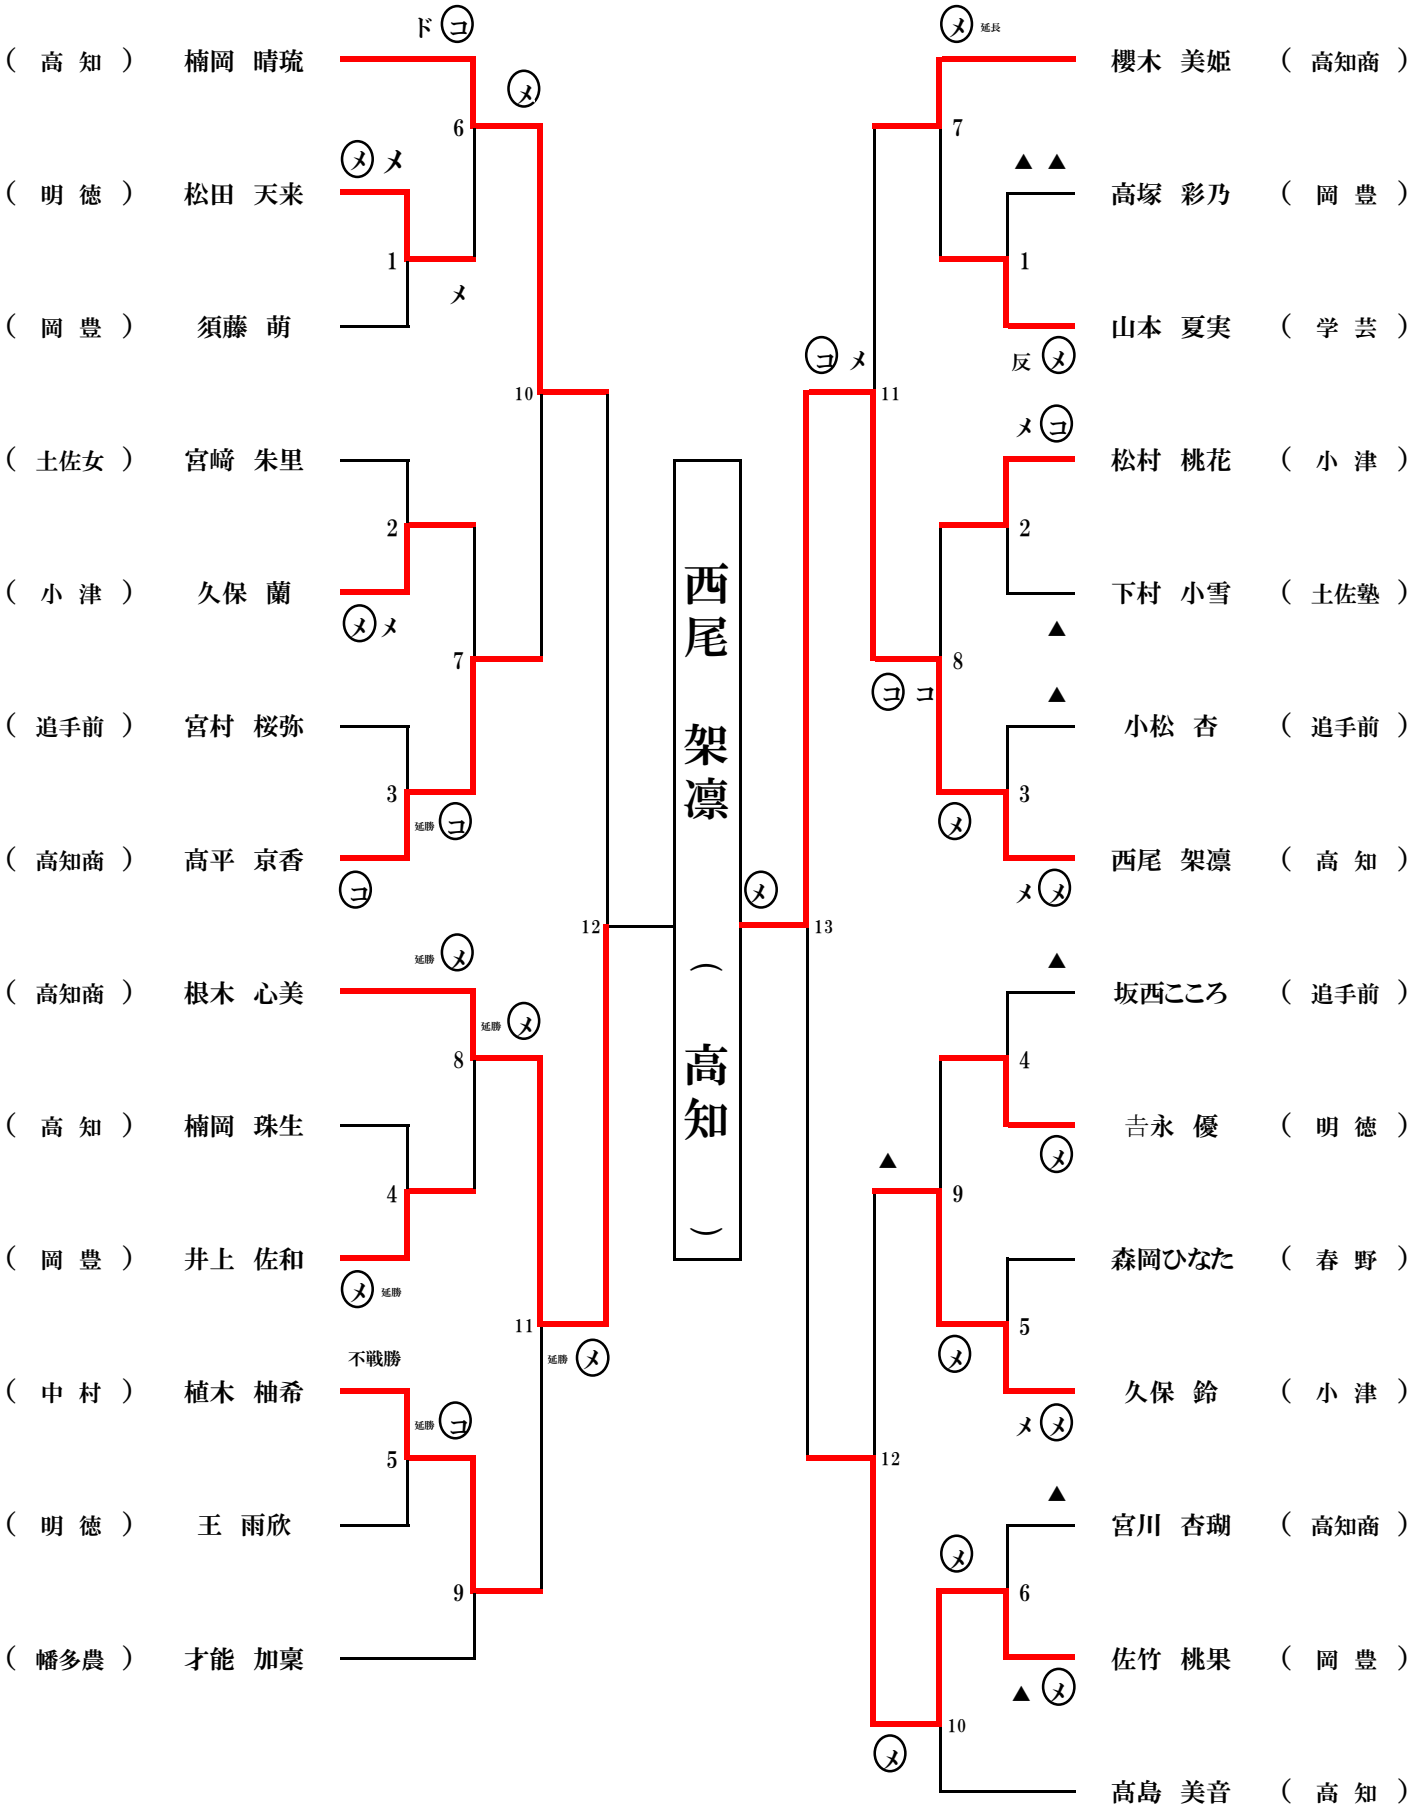 ド コ
（ 高 知 ） 楠岡 晴琉
メ
6
メ メ
（ 明 徳 ） 松田 天来
1
メ
（ 岡 豊 ） 須藤 萌
10
（ 土佐女 ） 宮﨑 朱里
2
（ 小 津 ） 久保 蘭
メ メ
7
（ 追手前 ） 宮村 桜弥
3
延勝 コ
（ 高知商 ） 髙平 京香
コ
12
延勝 メ
（ 高知商 ） 根木 心美
延勝 メ
8
（ 高 知 ） 楠岡 珠生
4
（ 岡 豊 ） 井上 佐和
メ 延勝
11
延勝 メ
不戦勝
（ 中 村 ） 植木 柚希
延勝 コ
5
（ 明 徳 ） 王 雨欣
9
（ 幡多農 ） 才能 加稟
西尾 架凛 （ 高知 ）
メ 延長
櫻木 美姫 （ 高知商 ）
7
▲ ▲
高塚 彩乃 （ 岡 豊 ）
1
山本 夏実 （ 学 芸 ）
反 メ
コ メ
11
メ コ
松村 桃花 （ 小 津 ）
2
下村 小雪 （ 土佐塾 ）
▲
8
コ コ
▲
小松 杏 （ 追手前 ）
3
メ
西尾 架凛 （ 高 知 ）
メ メ
メ
13
▲
坂西こころ （ 追手前 ）
4
𠮷永 優 （ 明 徳 ）
メ
▲
9
森岡ひなた （ 春 野 ）
5
メ
久保 鈴 （ 小 津 ）
メ メ
12
▲
宮川 杏瑚 （ 高知商 ）
メ
6
佐竹 桃果 （ 岡 豊 ）
▲ メ
10
メ
髙島 美音 （ 高 知 ）